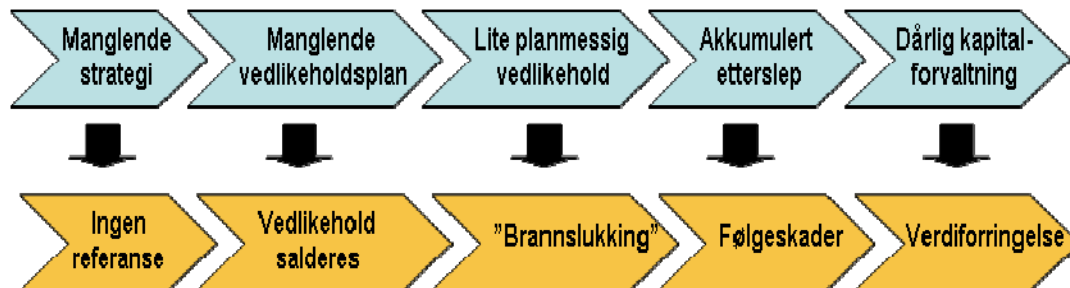 Manglende
strategi
Manglende
vedlikeholdsplan
Lite planmessig
vedlikehold
Akkumulert
etterslep
Dårlig kapital-
forvaltning
Ingen
referanse
Vedlikehold
salderes
”Brannslukking”
Følgeskader
Verdiforringelse